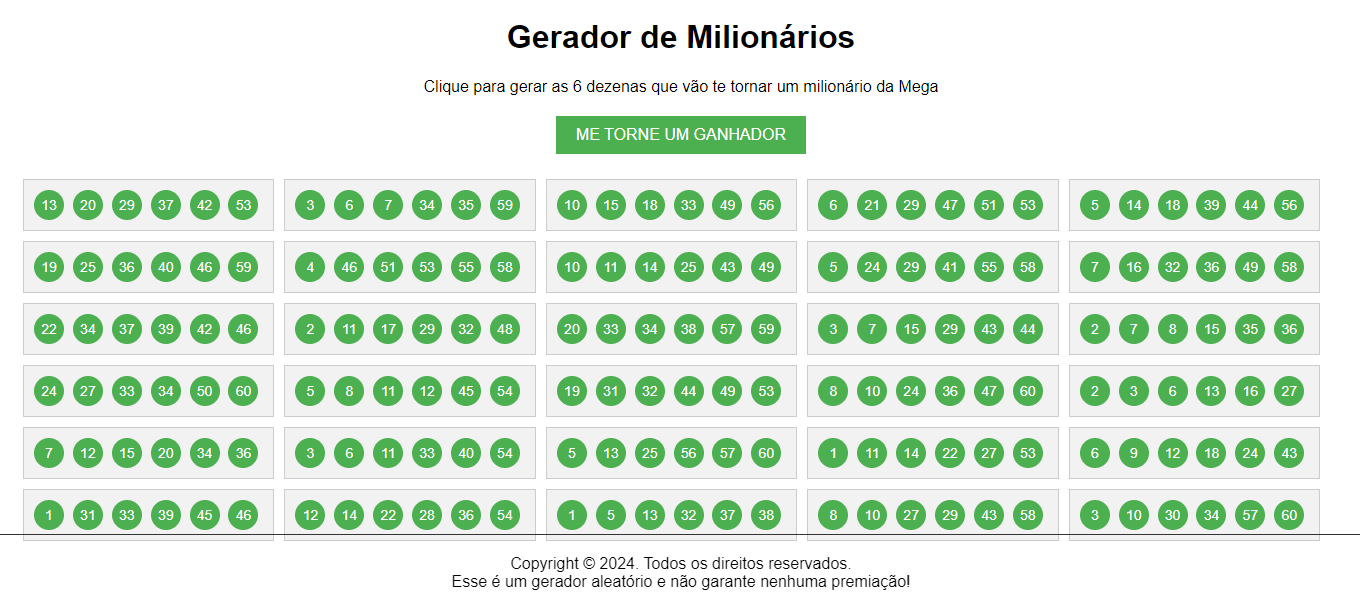 Gerador de Milionários
Clique para gerar as 6 dezenas que vão te tornar um milionário da Mega
ME TORNE UM GANHADOR
13 20 29 37 42 53 3 6 7 34 35 59 10 15 18 33 49 56 6 21 29 47 51 53 5 14 18 39 44 56
19 25 36 40 46 59 4 46 51 53 55 58 10 11 14 25 43 49 5 24 29 41 55 58 7 16 32 36 49 58
22 34 37 39 42 46 2 11 17 29 32 48 20 33 34 38 57 59 3 7 15 29 43 44 2 7 8 15 35 36
24 27 33 34 50 60 5 8 11 12 45 54 19 31 32 44 49 53 8 10 24 36 47 60 2 3 6 13 16 27
7 12 15 20 34 36 3 6 11 33 40 54 5 13 25 56 57 60 1 11 14 22 27 53 6 9 12 18 24 43
1 31 33 39 45 46 12 14 22 28 36 54 1 5 13 32 37 38 8 10 27 29 43 58 3 10 30 34 57 60
Copyright © 2024. Todos os direitos reservados.
Esse é um gerador aleatório e não garante nenhuma premiação!